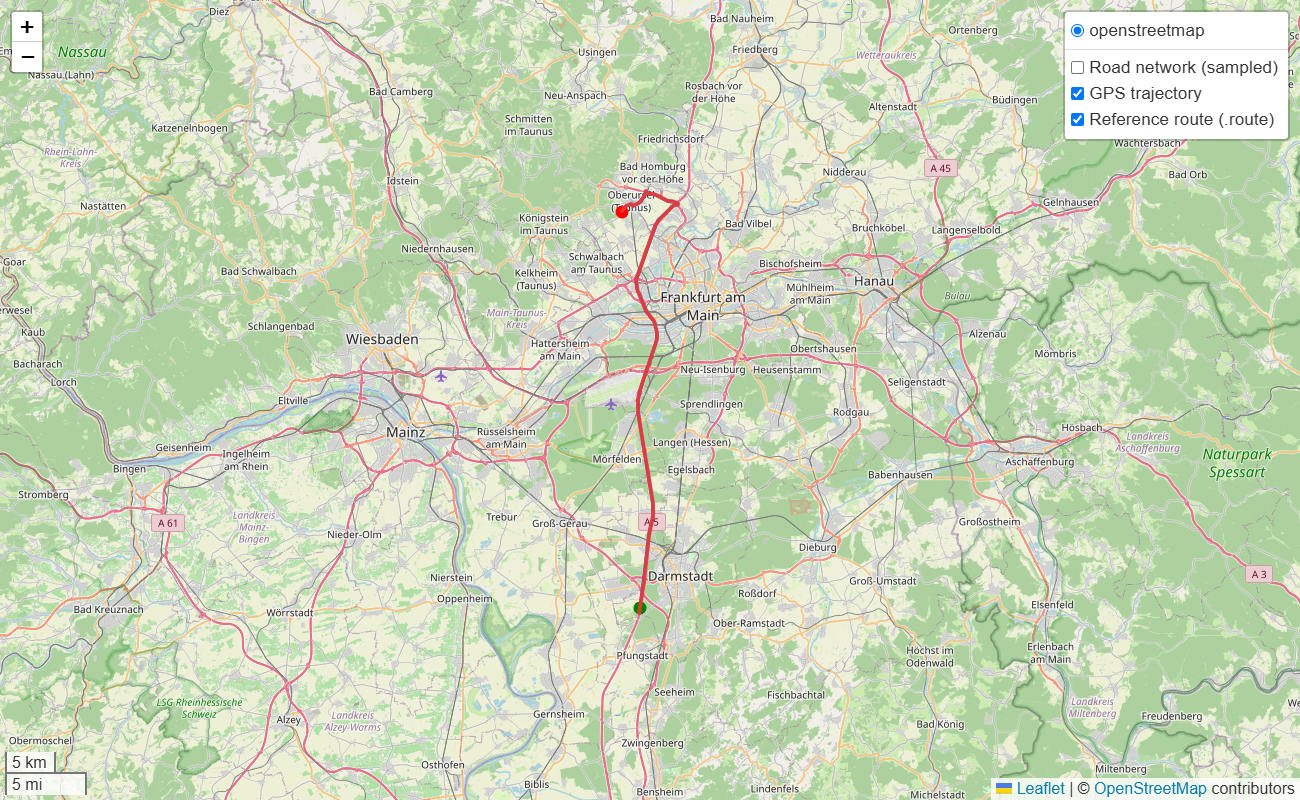 +
−
openstreetmap
Road network (sampled)
GPS trajectory
Reference route (.route)
Diez
Nassau
Nassau (Lahn)
Bad Nauheim
Ortenberg
Usingen
Friedberg
Wetteraukreis
Bad Camberg
Neu-Anspach
Rosbach vor
der Höhe
Altenstadt
Büdingen
Katzenelnbogen
Schmitten
im Taunus
Friedrichsdorf
Wächtersbach
Rhein-Lahn-
Kreis
Idstein
Bad Homburg
vor der Höhe
Nidderau
A 45
Bad Orb
Nastätten
(Taunus)
Königstein
im Taunus
Bad Vilbel
Bruchköbel
Gelnhausen
Langenselbold
Niedernhausen
Schwalbach
am Taunus
Goar
Bad Schwalbach
Kelkheim
(Taunus)
Bischofsheim
Hanau
Mühlheim
am Main
Bulau
Frankfurt am
Main
Kaub
Schlangenbad
Main-Taunus-
Kreis
Wiesbaden
Hattersheim
am Main
Alzenau
Bacharach
Obertshausen
Mömbris
Lorch
Neu-Isenburg
Heusenstamm
Seligenstadt
Eltville
Sprendlingen
Rodgau
Mainz
Rüsselsheim
am Main
Langen (Hessen)
Hösbach
Landkreis
Aschaffenburg
Geisenheim
Ingelheim
am Rhein
Mörfelden
Egelsbach
Aschaffenburg
Naturpark
Spessart
Bingen
Babenhausen
Stromberg
A 61
Landkreis
Mainz-
Bingen
Trebur
Groß-Gerau
A 5
Großostheim
Nieder-Olm
Dieburg
Nierstein
Darmstadt
Groß-Umstadt
A 3
Oppenheim
Roßdorf
Bad Kreuznach
Wörrstadt
Elsenfeld
Ober-Ramstadt
Pfungstadt
Höchst im
Odenwald
Erlenbach
am Main
Seeheim
Fischbachtal
LSG Rheinhessische
Schweiz
Landkreis
Alzey-Worms
Alzey
Gernsheim
Landkreis
Miltenberg
Freudenberg
Bad König
Obermoschel
Zwingenberg
Osthofen
Biblis
Bensheim
Lindenfels
Michelstadt
Miltenberg
5 km
5 mi
Leaflet | © OpenStreetMap contributors